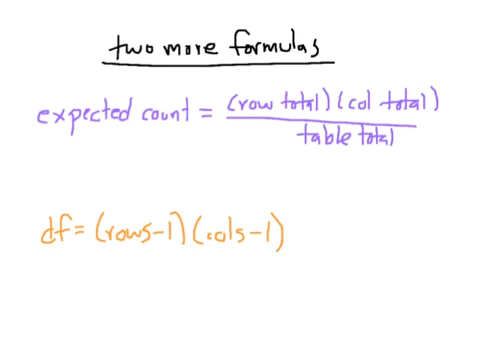 two more formulas
expected count = (row total)(col total)
table total
df = (rows-1)(cols-1)